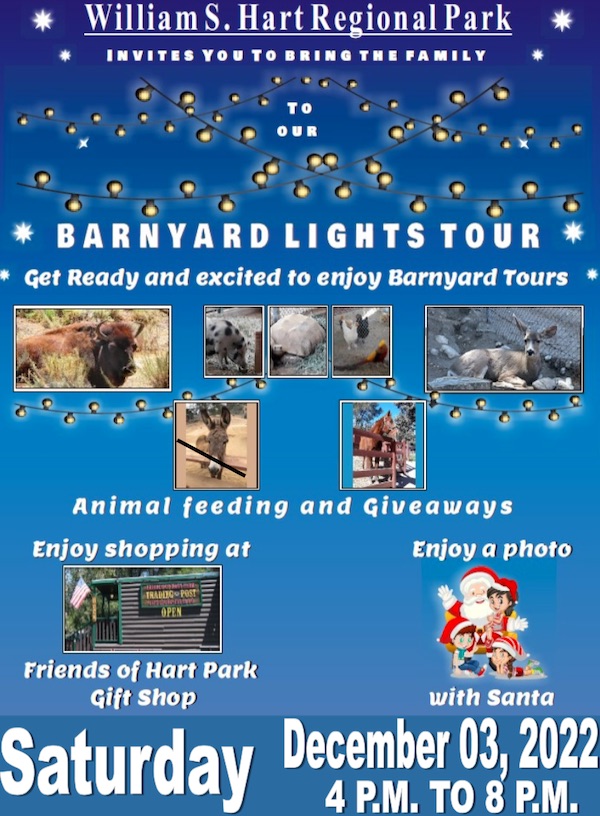 William S. Hart Regional Park
INVITES YOU TO BRING THE FAMILY
TO
OUR
BARNYARD LIGHTS TOUR
Get Ready and excited to enjoy Barnyard Tours
Animal feeding and Giveaways
Enjoy shopping at
TRADING POST
OPEN
Friends of Hart Park
Gift Shop
Enjoy a photo
with Santa
Saturday
December 03, 2022
4 P.M. TO 8 P.M.